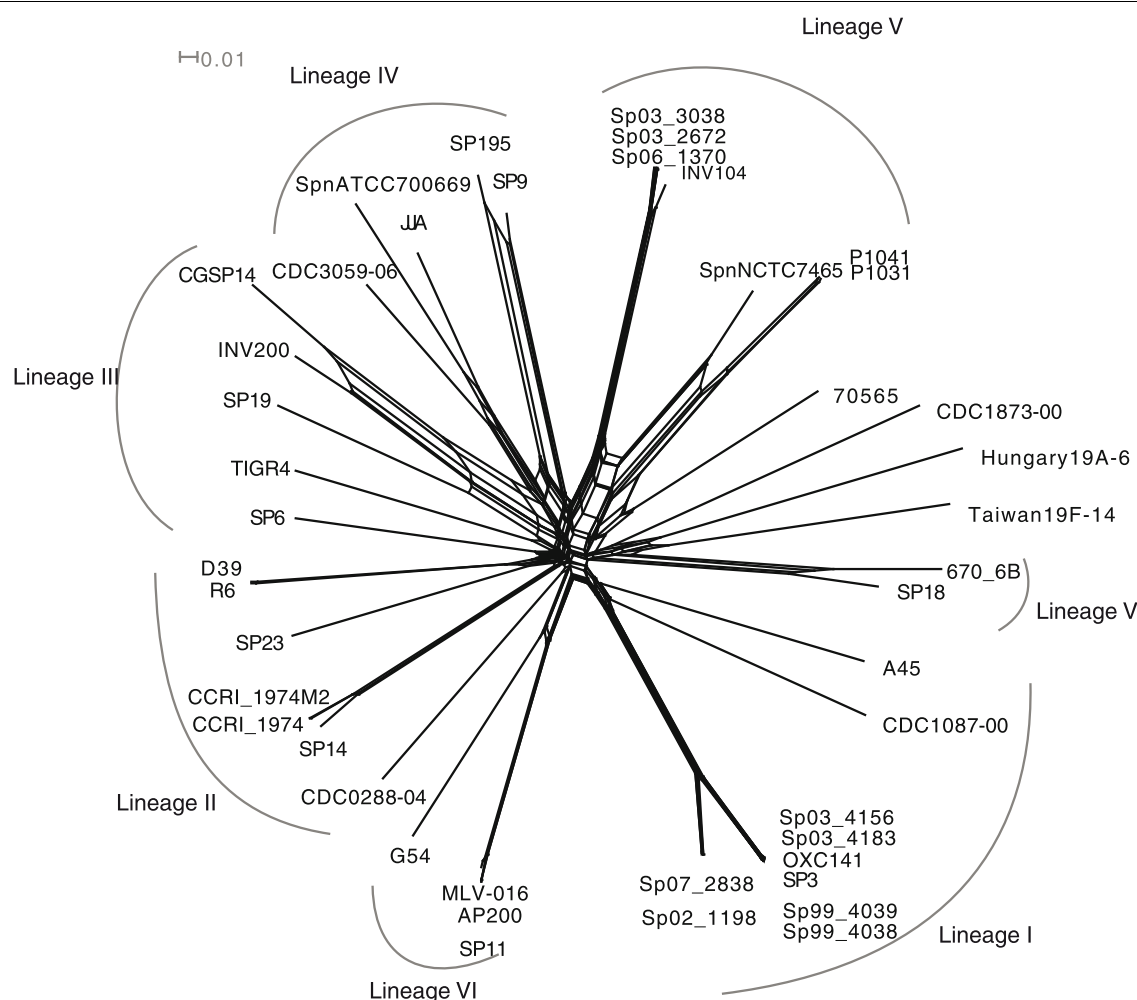 Lineage V
0.01
Lineage IV
Sp03_3038
Sp03_2672
Sp06_1370
INV104
SP195
SpnATCC700669
SP9
JJA
CGSP14
CDC3059-06
SpnNCTC7465
P1041
P1031
INV200
Lineage III
SP19
70565
CDC1873-00
TIGR4
Hungary19A-6
SP6
Taiwan19F-14
D39
R6
670_6B
SP18
Lineage V
SP23
A45
CCRI_1974M2
CCRI_1974
SP14
CDC1087-00
Lineage II
CDC0288-04
G54
Sp03_4156
Sp03_4183
OXC141
SP3
Sp07_2838
MLV-016
AP200
Sp02_1198
Sp99_4039
Sp99_4038
SP11
Lineage I
Lineage VI